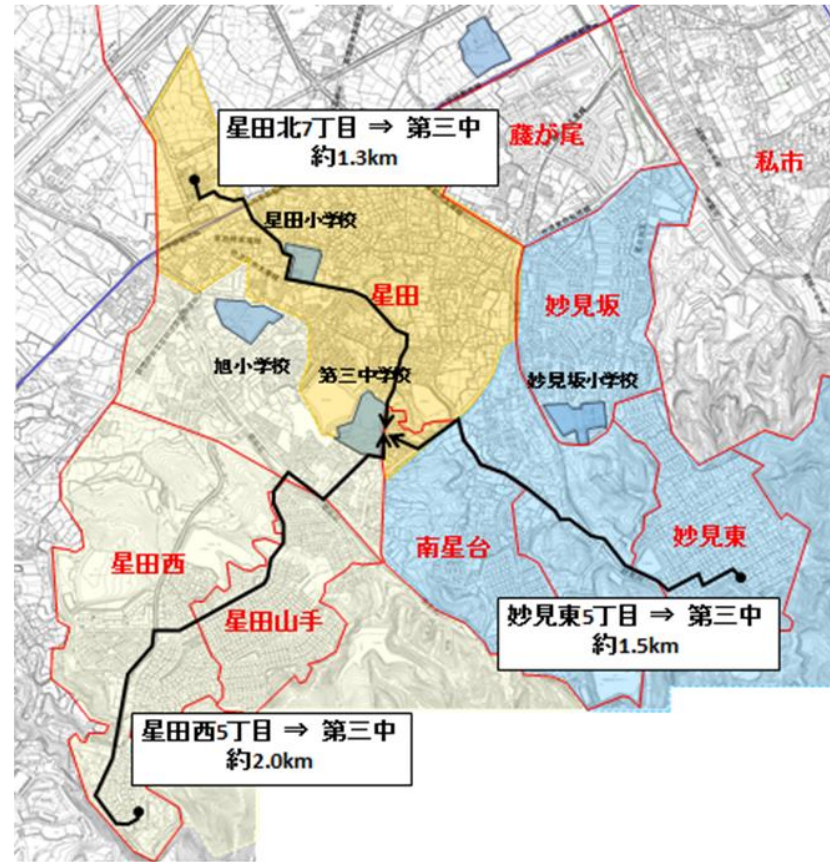 星田北7丁目 ⇒ 第三中
約1.3km
藤が尾
私市
星田小学校
星田
妙見坂
旭小学校
第三中学校
妙見坂小学校
星田西
南星台
妙見東
星田山手
妙見東5丁目 ⇒ 第三中
約1.5km
星田西5丁目 ⇒ 第三中
約2.0km